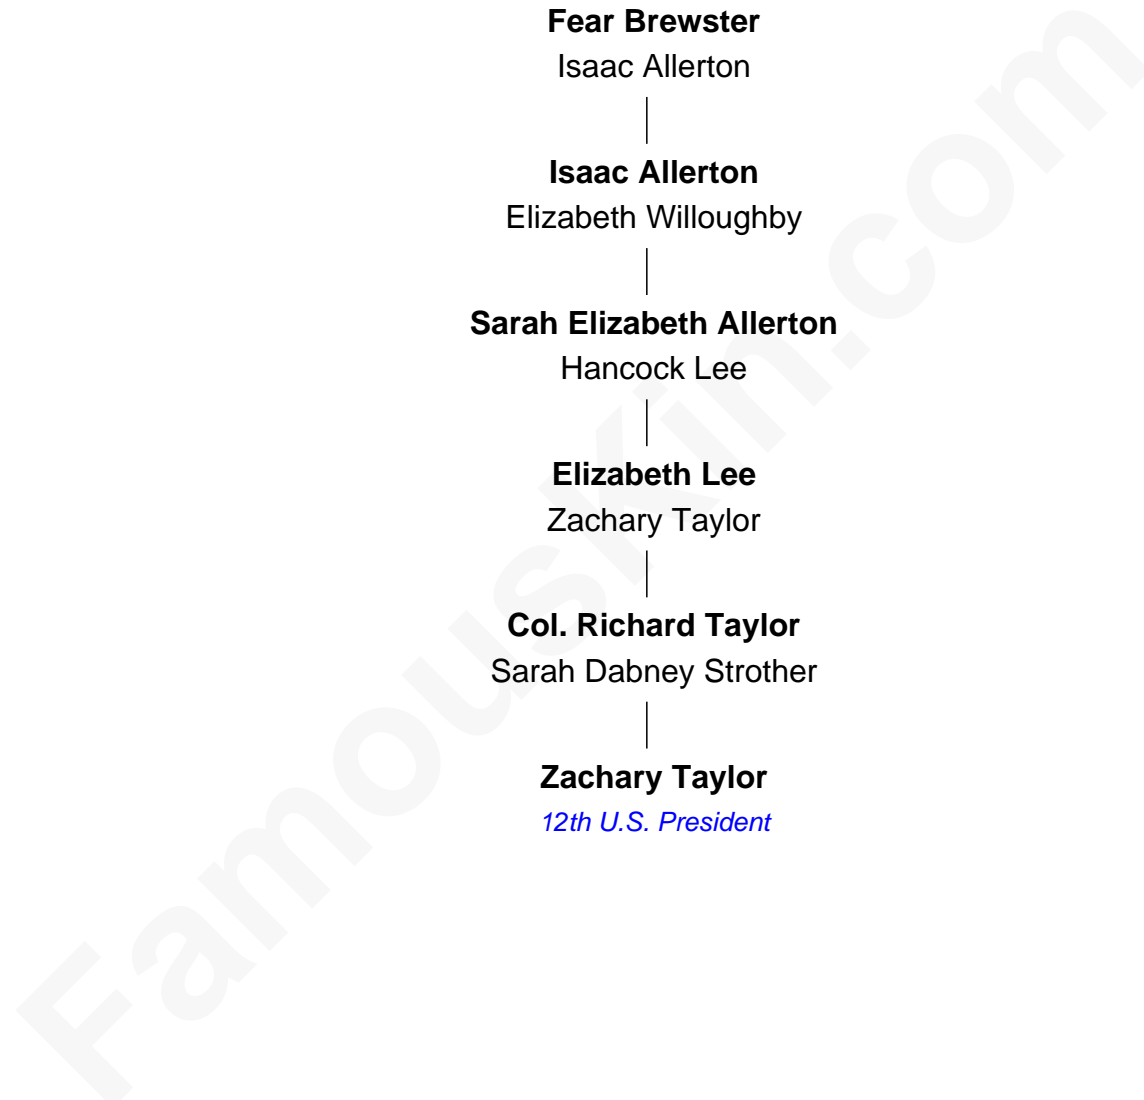 Fear Brewster
Isaac Allerton
Isaac Allerton
Elizabeth Willoughby
Sarah Elizabeth Allerton
Hancock Lee
Elizabeth Lee
Zachary Taylor
Col. Richard Taylor
Sarah Dabney Strother
Zachary Taylor
12th U.S. President
FamousKin.com